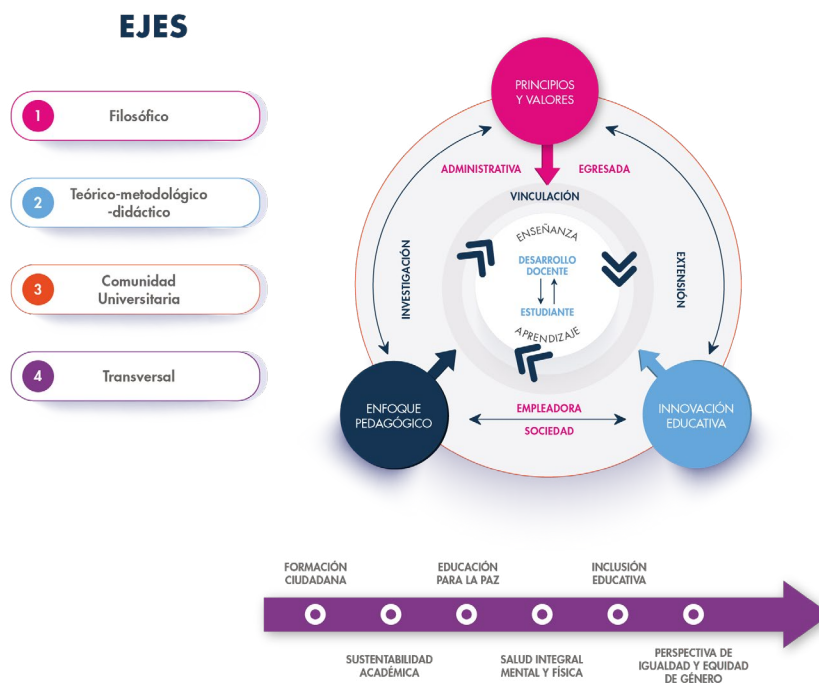 EJES
1
Filosófico
2
Teórico-metodológico
-didáctico
3
Comunidad
Universitaria
4
Transversal
PRINCIPIOS
Y VALORES
ADMINISTRATIVA
EGRESADA
VINCULACIÓN
ENSEÑANZA
DESARROLLO
DOCENTE
ESTUDIANTE
APRENDIZAJE
INVESTIGACIÓN
EXTENSIÓN
ENFOQUE
PEDAGÓGICO
EMPLEADORA
SOCIEDAD
INNOVACIÓN
EDUCATIVA
FORMACIÓN
CIUDADANA
EDUCACIÓN
PARA LA PAZ
INCLUSIÓN
EDUCATIVA
SUSTENTABILIDAD
ACADÉMICA
SALUD INTEGRAL
MENTAL Y FÍSICA
PERSPECTIVA DE
IGUALDAD Y EQUIDAD
DE GÉNERO